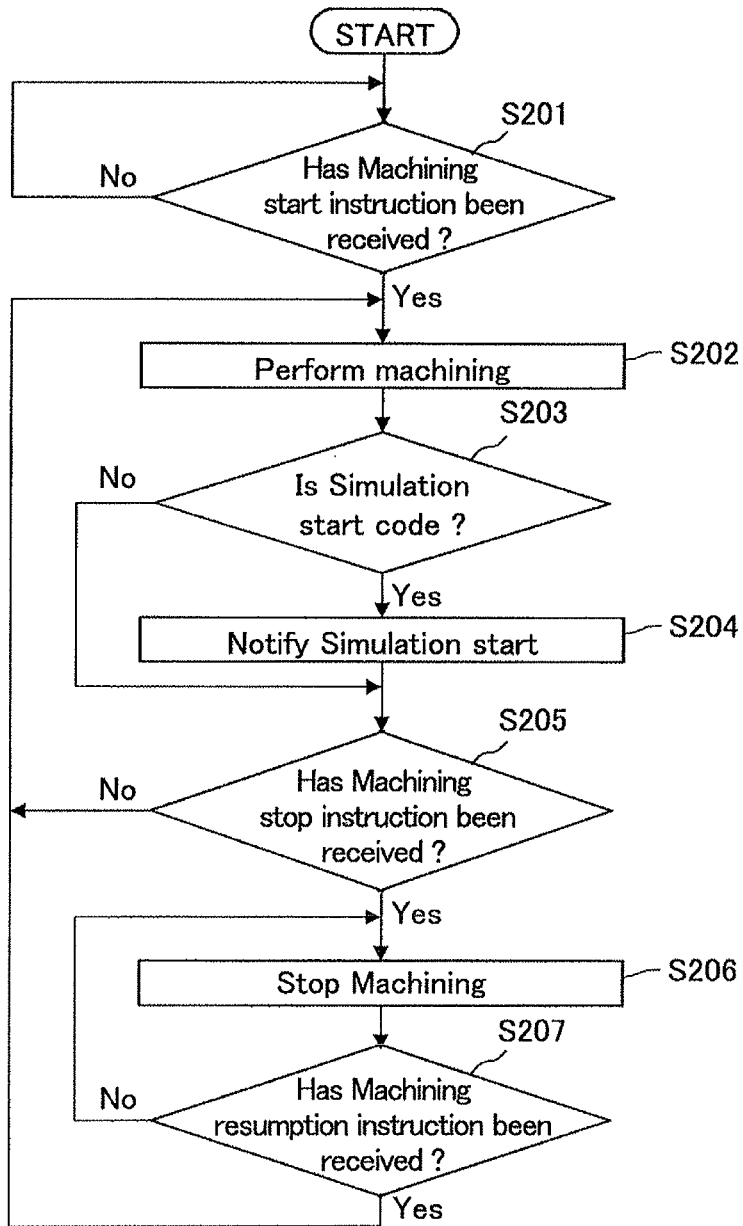 START
S201
No
Has Machining
start instruction been
received ?
Yes
Perform machining
S202
S203
No
Is Simulation
start code ?
Yes
Notify Simulation start
S204
S205
No
Has Machining
stop instruction been
received ?
Yes
Stop Machining
S206
S207
No
Has Machining
resumption instruction been
received ?
Yes